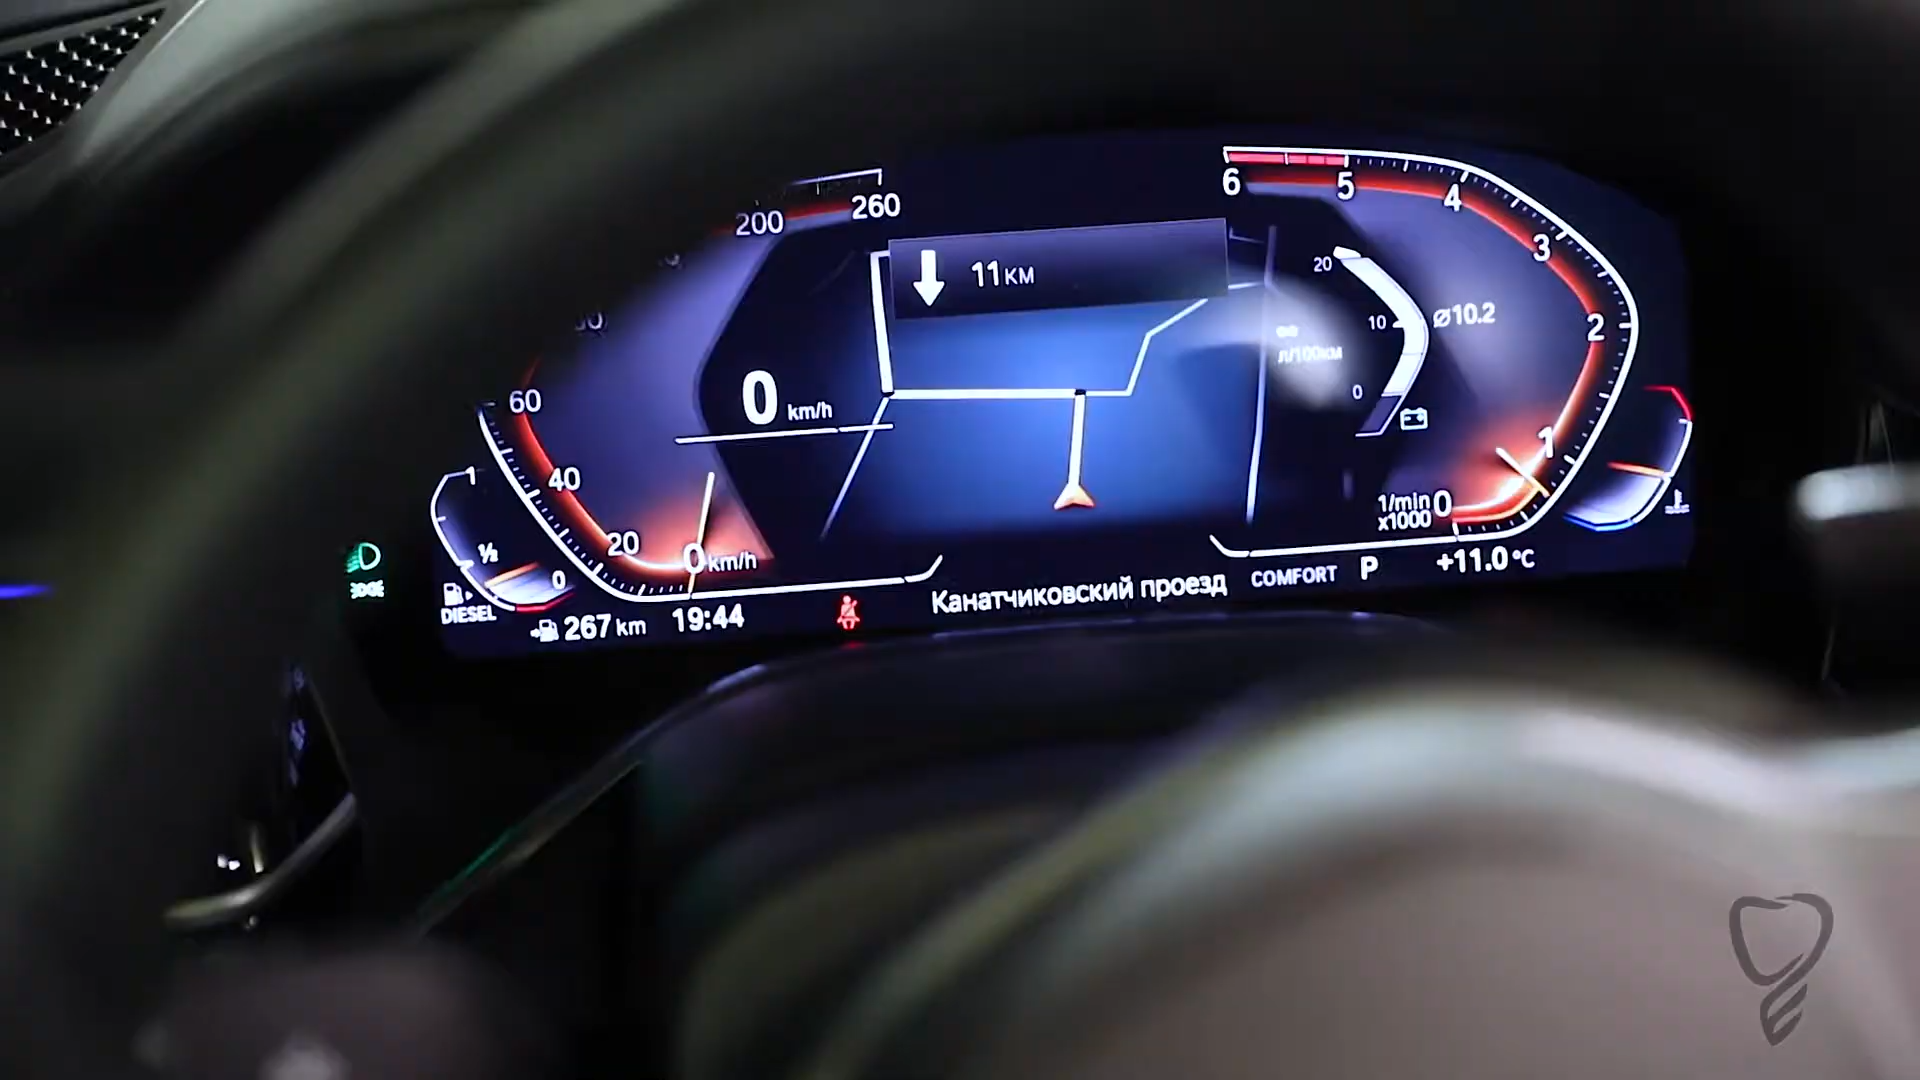 200
260
60
40
20
0 km/h
0 km/h
11 КМ
6
5
4
3
2
1
0
1/min
x1000
20
10
0
Ø10.2
л/100км
1
½
0
DIESEL
267 km
19:44
Канатчиковский проезд
COMFORT
P
+11.0 °C